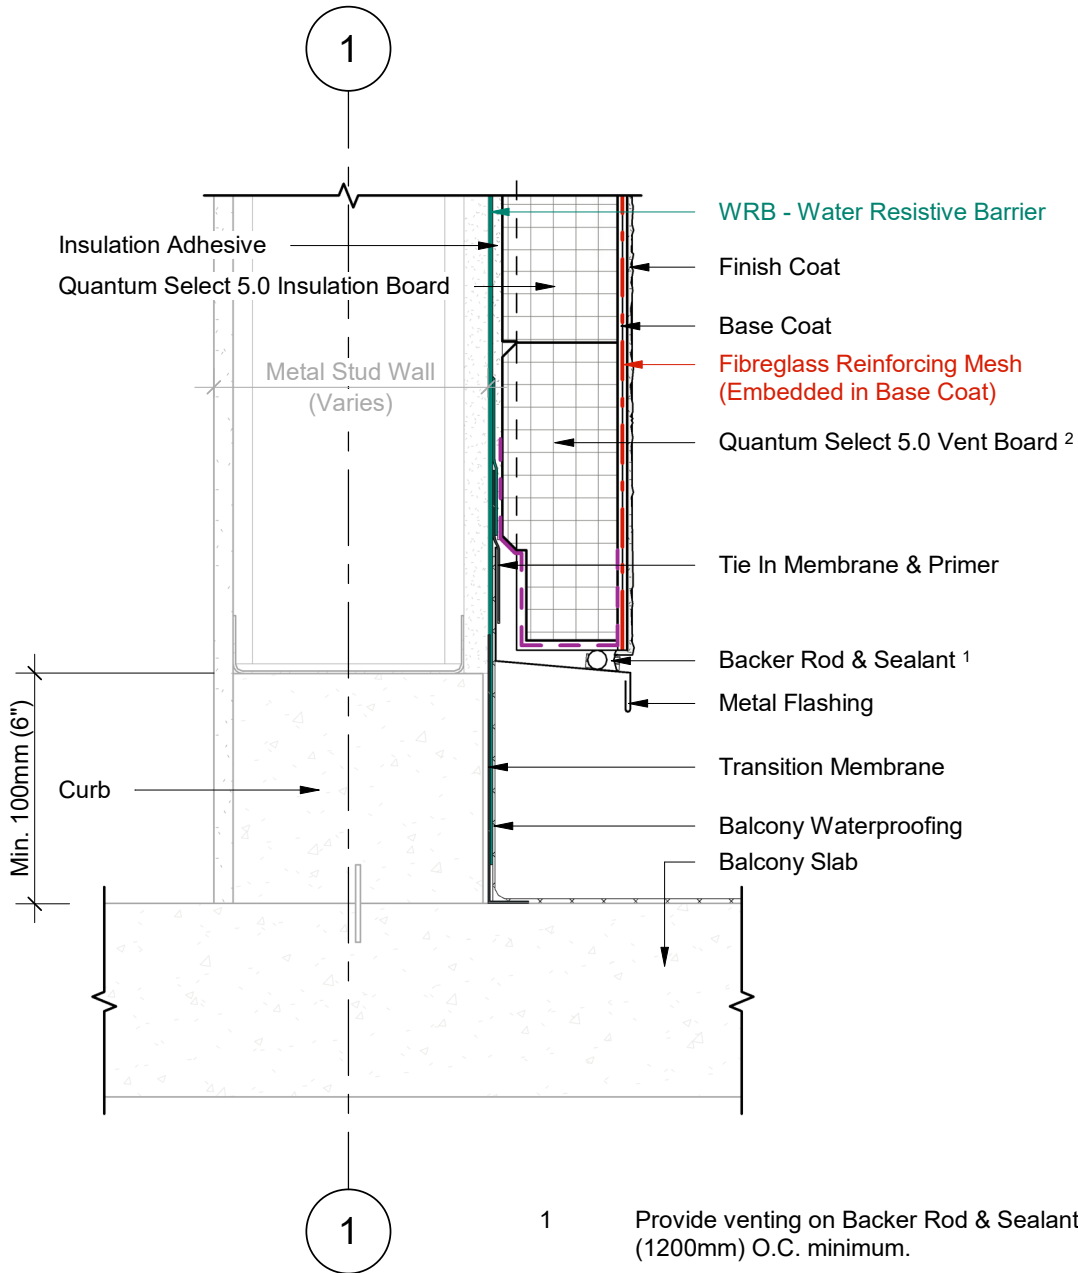 1
WRB - Water Resistive Barrier
Insulation Adhesive
Finish Coat
Quantum Select 5.0 Insulation Board
Base Coat
Metal Stud Wall
(Varies)
Fibreglass Reinforcing Mesh
(Embedded in Base Coat)
Quantum Select 5.0 Vent Board 2
Tie In Membrane & Primer
Backer Rod & Sealant 1
Metal Flashing
Min. 100mm (6")
Curb
Transition Membrane
Balcony Waterproofing
Balcony Slab
1
1 Provide venting on Backer Rod & Sealant
(1200mm) O.C. minimum.